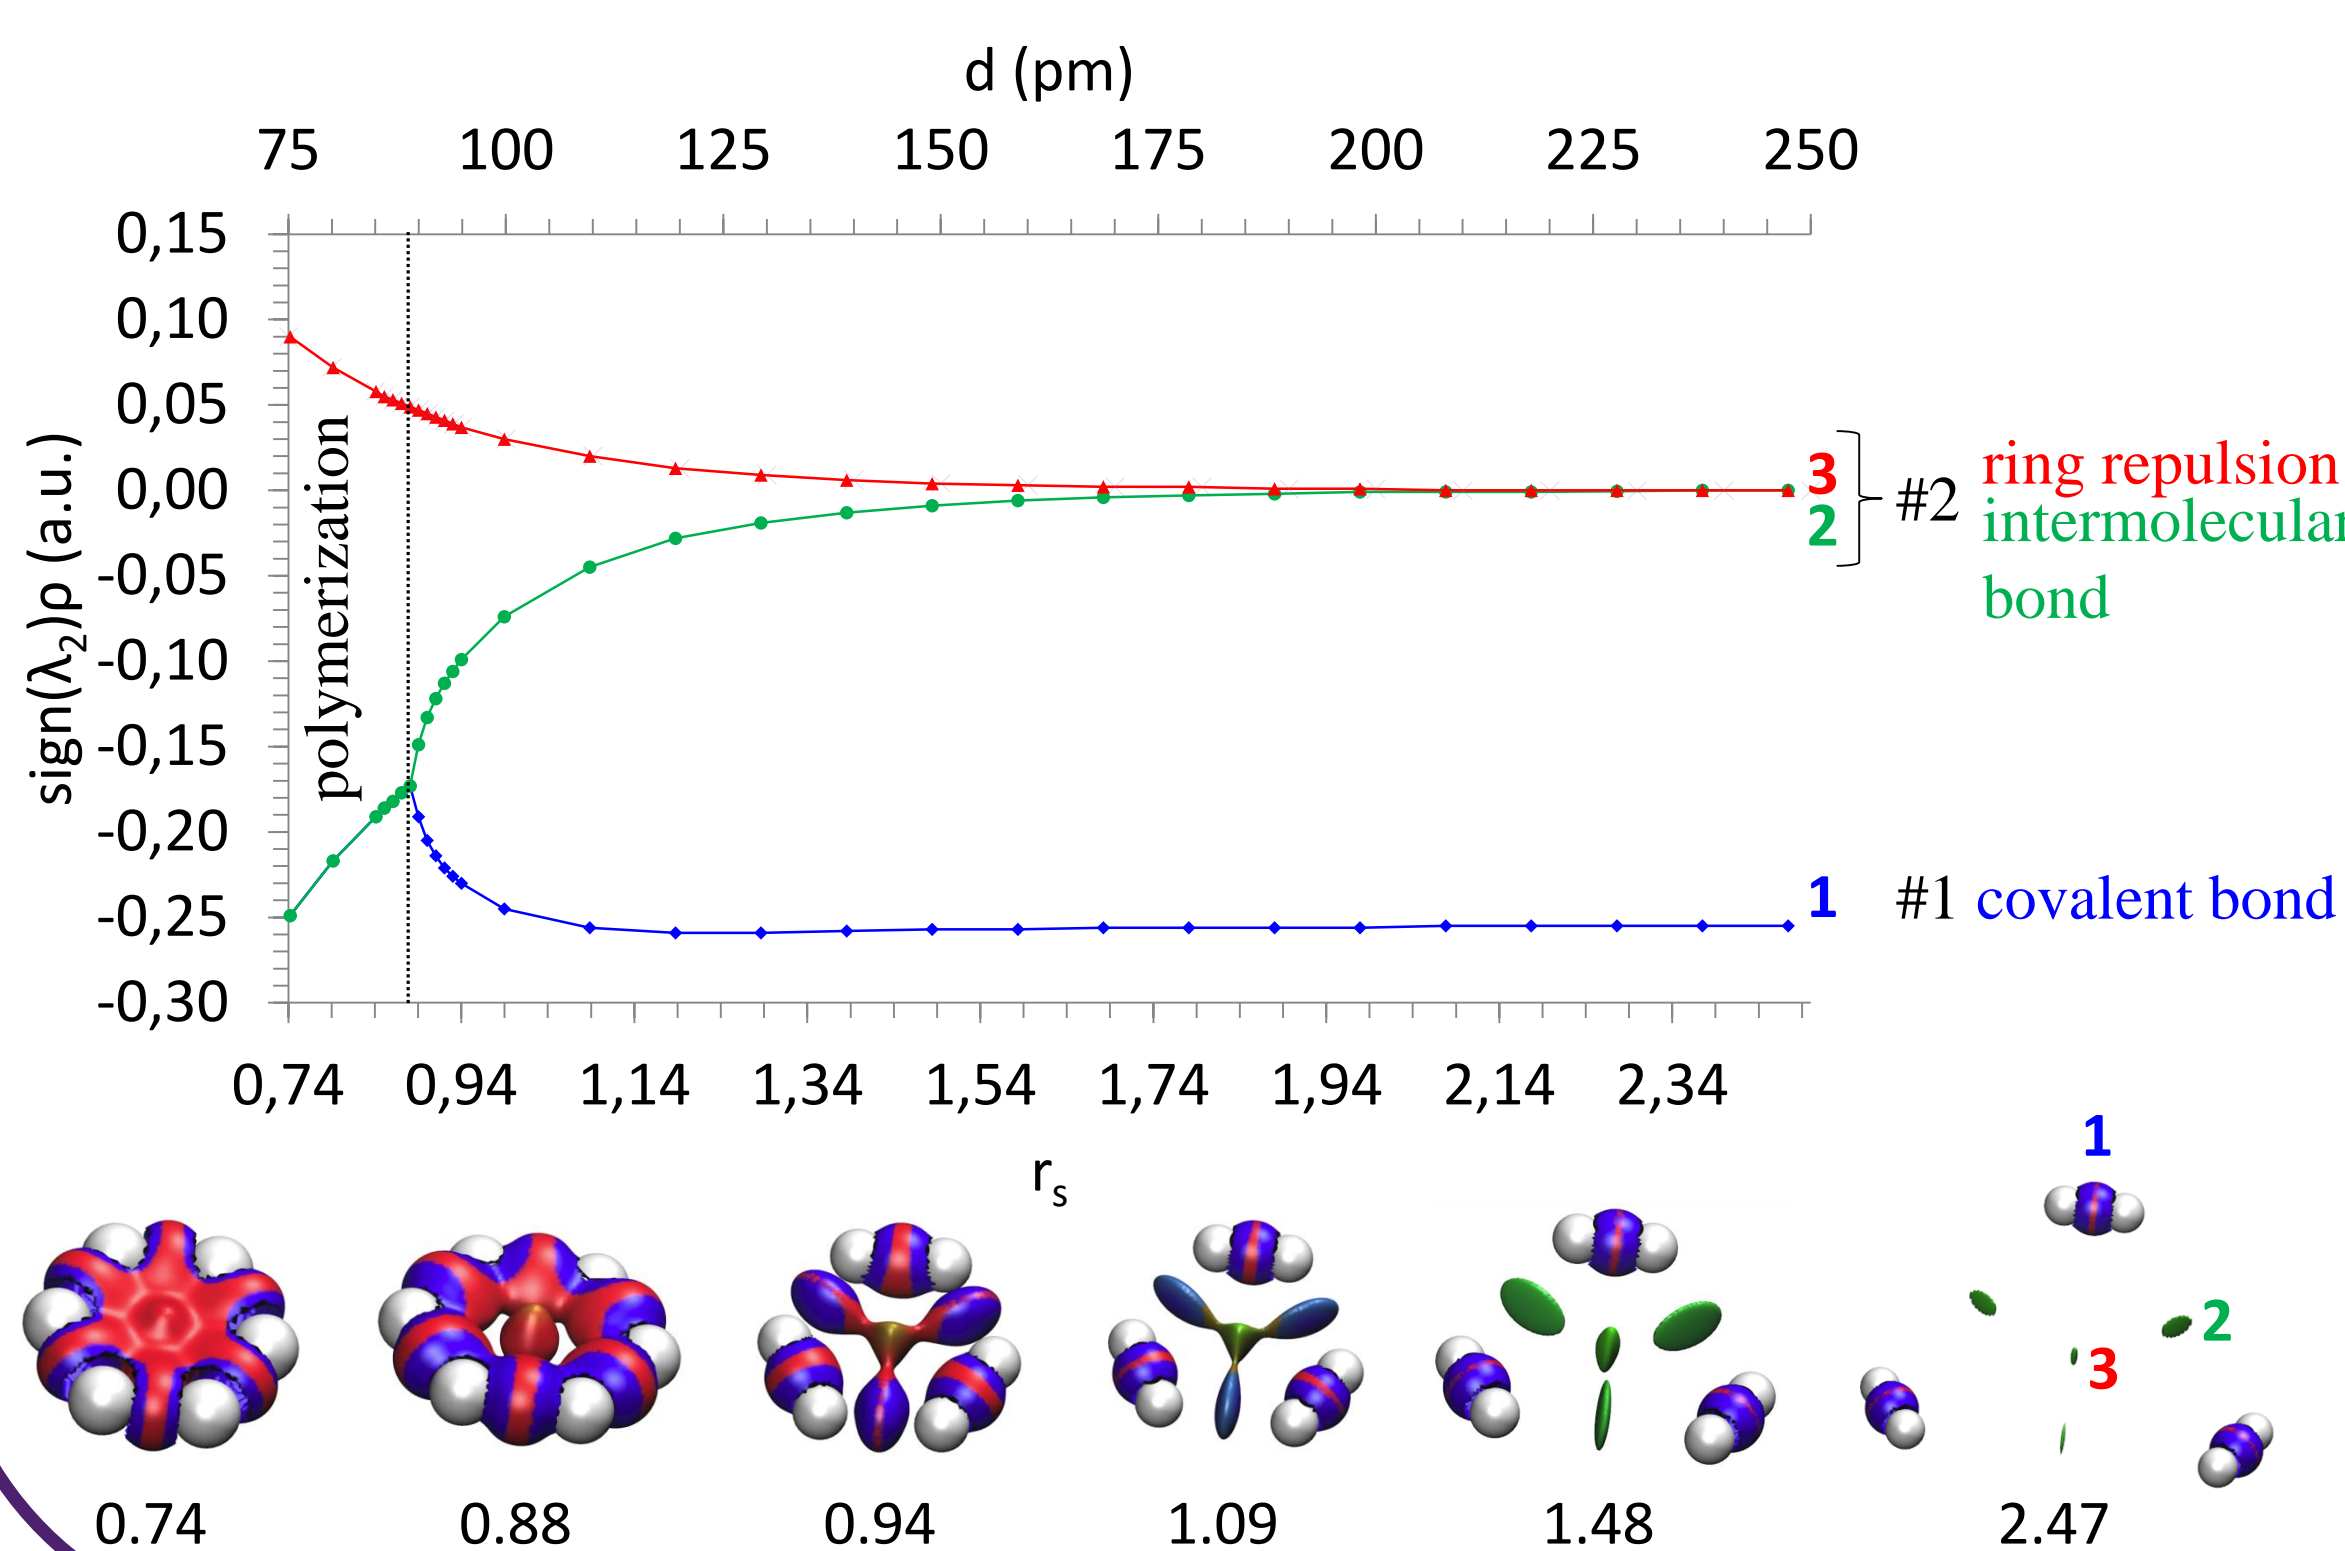 d (pm)
75 100 125 150 175 200 225 250
0,15
0,10
0,05
0,00
-0,05
-0,10
-0,15
-0,20
-0,25
-0,30
sign(λ2)ρ (a.u.)
polymerization
3
2
#2
ring repulsion
intermolecular
bond
1 #1 covalent bond
0,74 0,94 1,14 1,34 1,54 1,74 1,94 2,14 2,34
rs
1
2
3
0.74 0.88 0.94 1.09 1.48 2.47